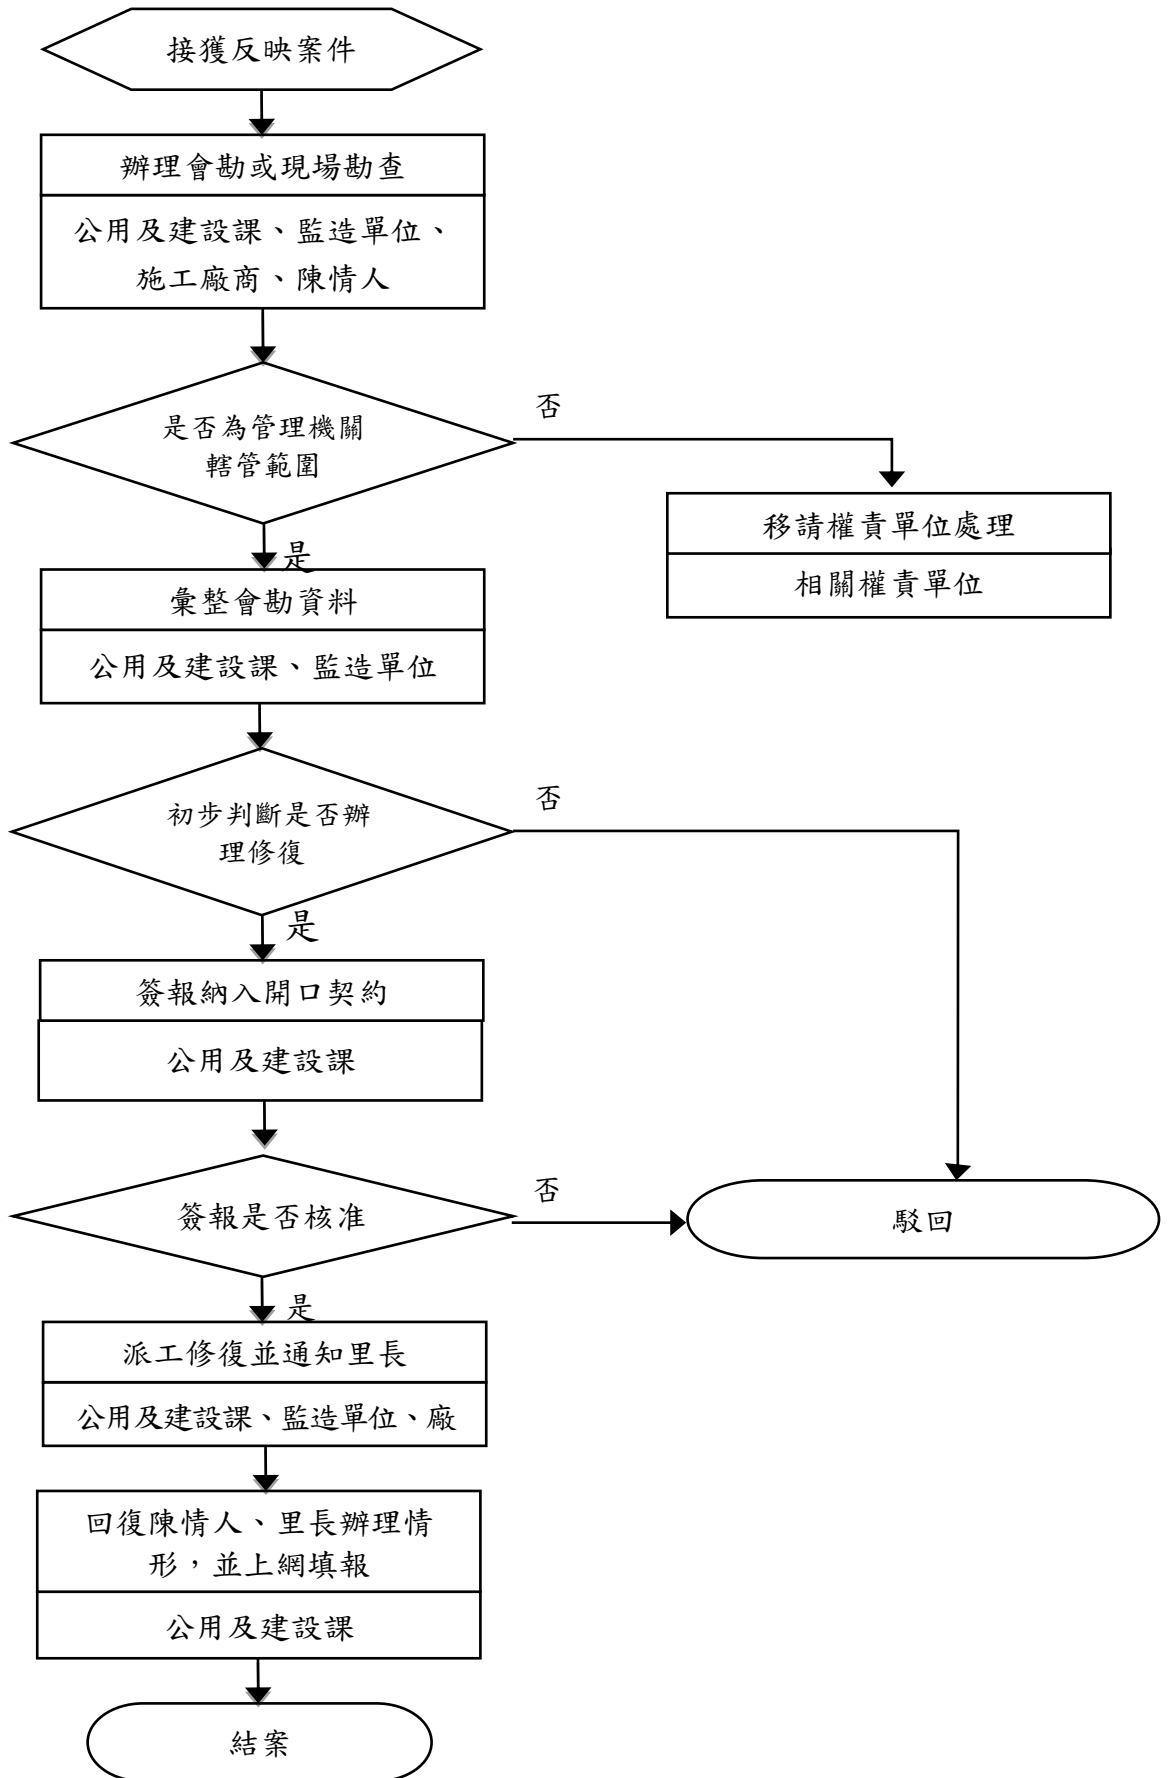 接獲反映案件
辦理會勘或現場勘查
公用及建設課、監造單位、
施工廠商、陳情人
是否為管理機關
轄管範圍
否
移請權責單位處理
相關權責單位
是
彙整會勘資料
公用及建設課、監造單位
初步判斷是否辦
理修復
否
是
簽報納入開口契約
公用及建設課
簽報是否核准
否
駁回
是
派工修復並通知里長
公用及建設課、監造單位、廠
回復陳情人、里長辦理情
形，並上網填報
公用及建設課
結案